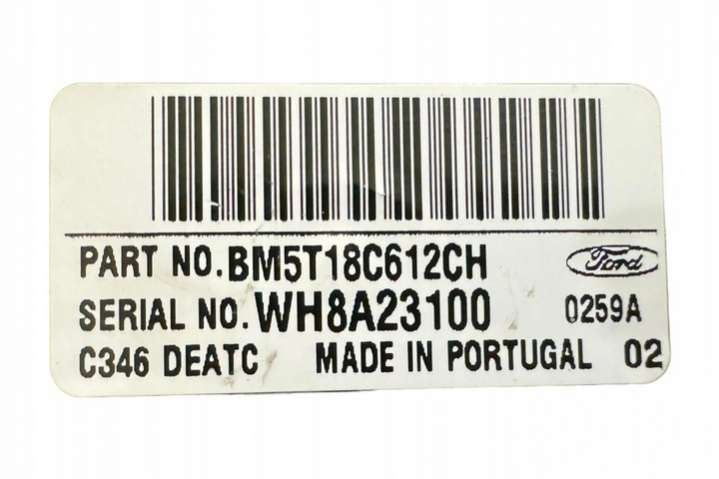 PART NO. BM5T18C612CH Ford
SERIAL NO. WH8A23100 0259A
C346 DEATC MADE IN PORTUGAL 02